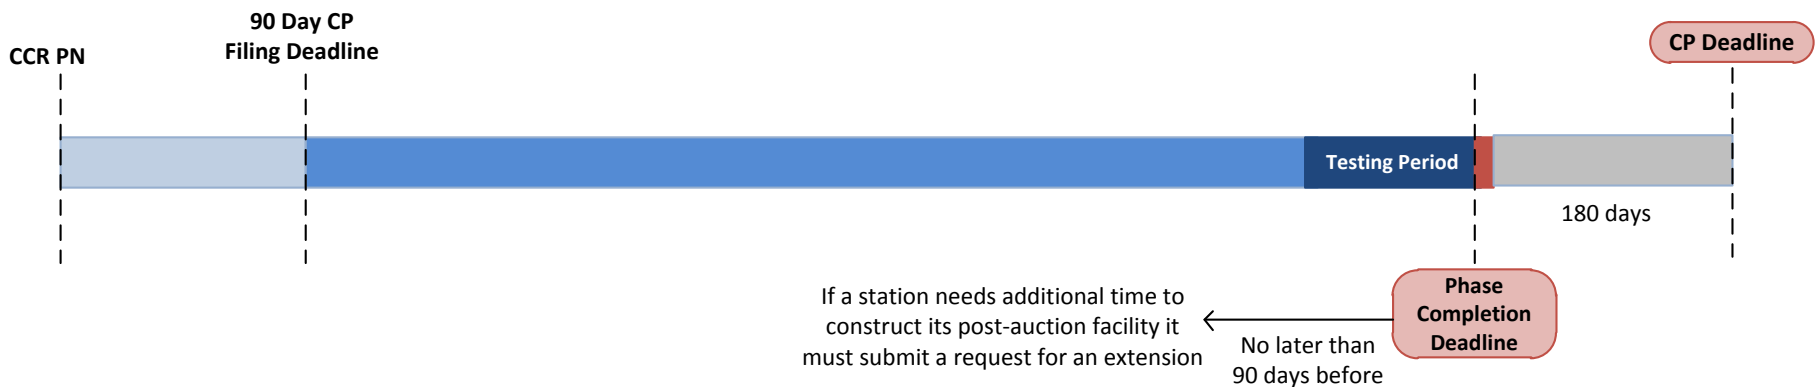 CCR PN
90 Day CP
Filing Deadline
CP Deadline
Testing Period
180 days
If a station needs additional time to
construct its post-auction facility it
must submit a request for an extension
No later than
90 days before
Phase
Completion
Deadline